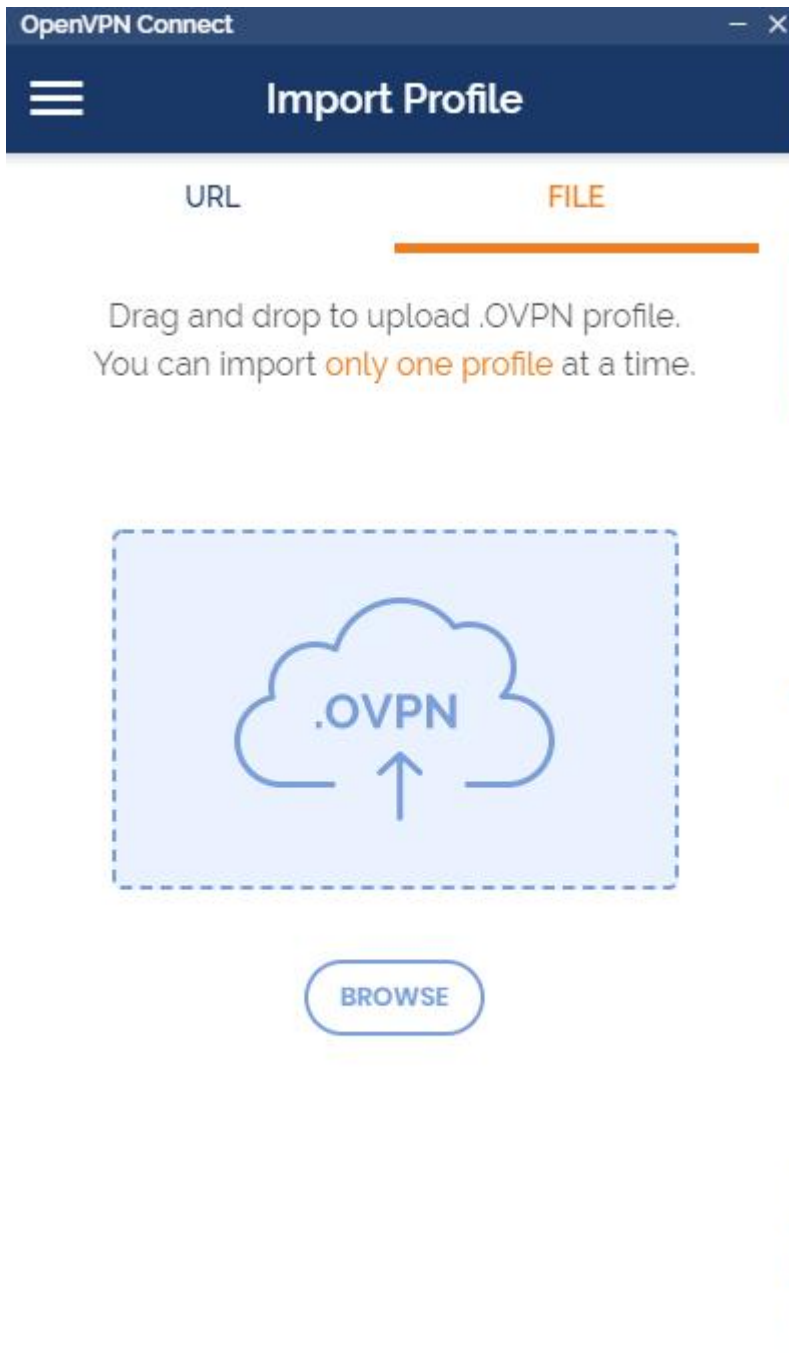 OpenVPN Connect
Import Profile
URL
FILE
Drag and drop to upload .OVPN profile.
You can import only one profile at a time.
.OVPN
BROWSE